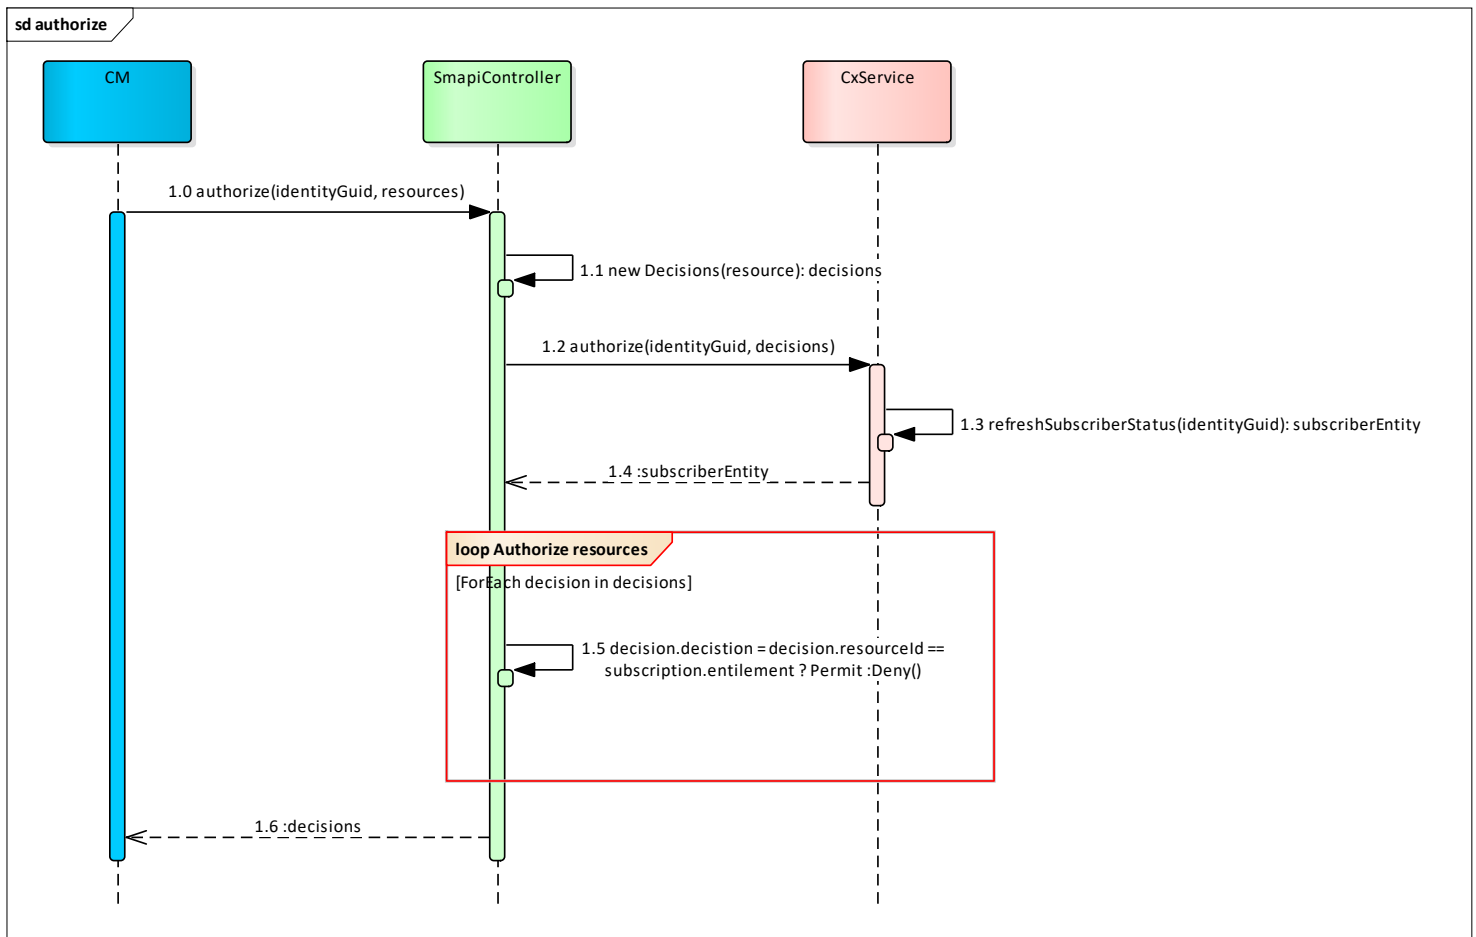 sd authorize
CM
SmapiController
CxService
1.0 authorize(identityGuid, resources)
1.1 new Decisions(resource): decisions
1.2 authorize(identityGuid, decisions)
1.3 refreshSubscriberStatus(identityGuid): subscriberEntity
1.4 :subscriberEntity
loop Authorize resources
[ForEach decision in decisions]
1.5 decision.decistion = decision.resourceId ==
subscription.entilement ? Permit :Deny()
1.6 :decisions